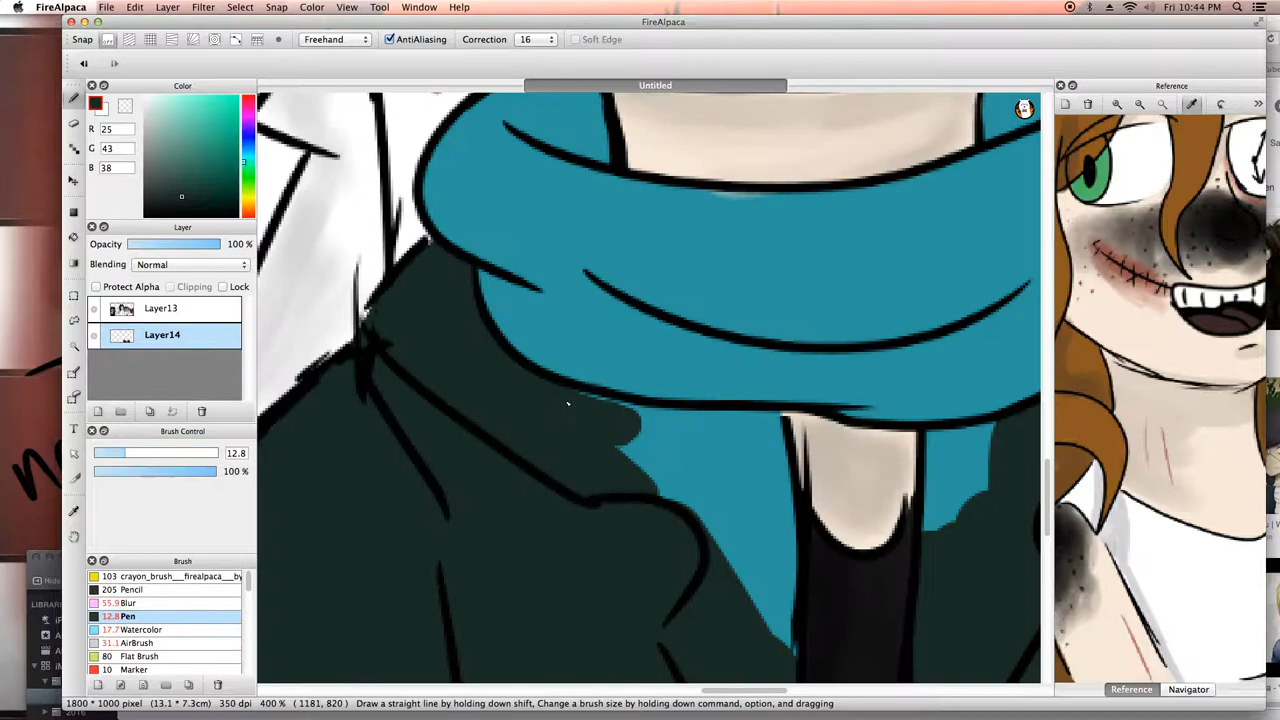 FireAlpaca File Edit Layer Filter Select Snap Color View Tool Window Help Fri 10:44 PM
FireAlpaca
Snap Freehand AntiAliasing Correction 16 Soft Edge
Color
Untitled
Reference
R 25
G 43
B 38
Layer
Opacity 100 %
Blending Normal
Protect Alpha Clipping Lock
Layer13
Layer14
Brush Control
12.8
100 %
Brush
103 crayon_brush___firealpaca__by
205 Pencil
55.9 Blur
12.8 Pen
17.7 Watercolor
31.1 AirBrush
80 Flat Brush
10 Marker
Hide
LIBRARI
Reference Navigator
1800 * 1000 pixel (13.1 * 7.3cm) 350 dpi 400 % ( 1181, 820 ) Draw a straight line by holding down shift, Change a brush size by holding down command, option, and dragging
2016